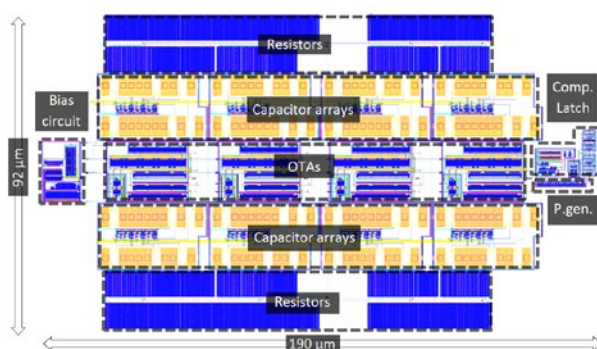 Resistors
Bias
circuit
Capacitor arrays
Comp.
Latch
OTAs
92 µm
Capacitor arrays
P.gen.
Resistors
190 µm